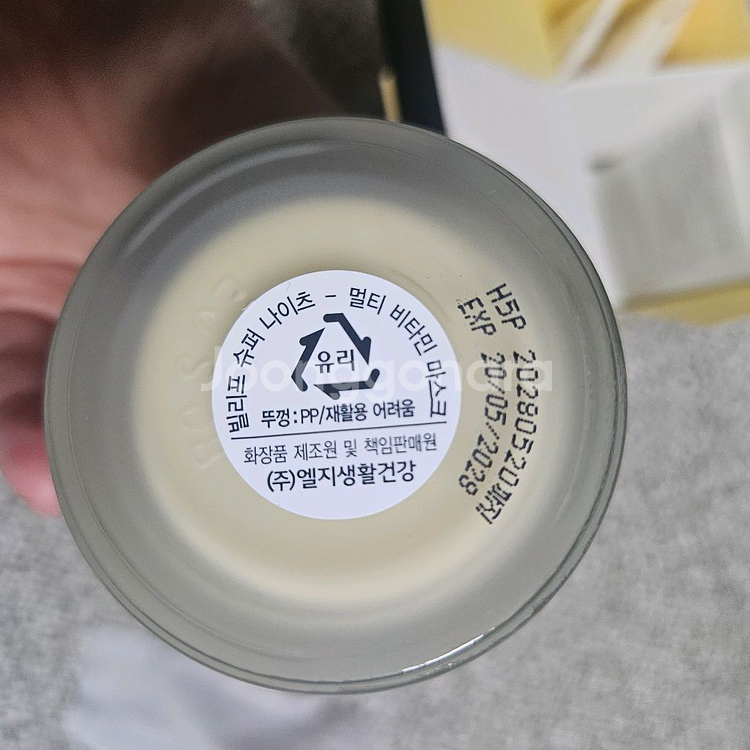 빌리프 슈퍼 나이츠 - 멀티 비타민 마스크
유리
뚜껑:PP/재활용 어려움
화장품 제조원 및 책임판매원
(주)엘지생활건강
H5P 20280520까지
EXP 20/05/2028
Joonggonara